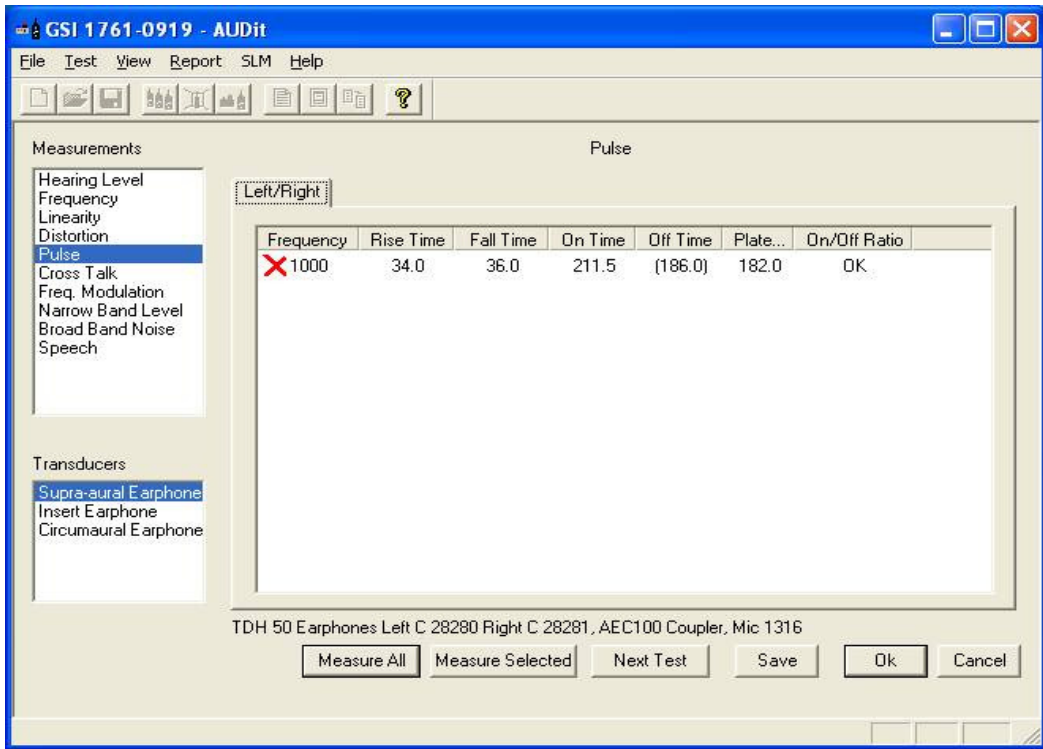 GSI 1761-0919 - AUDit
File Test View Report SLM Help
Measurements
Pulse
Hearing Level
Frequency
Linearity
Distortion
Pulse
Cross Talk
Freq. Modulation
Narrow Band Level
Broad Band Noise
Speech
Left/Right
Frequency Rise Time Fall Time On Time Off Time Plate... On/Off Ratio
1000 34.0 36.0 211.5 (186.0) 182.0 OK
Transducers
Supra-aural Earphone
Insert Earphone
Circumaural Earphone
TDH 50 Earphones Left C 28280 Right C 28281, AEC100 Coupler, Mic 1316
Measure All Measure Selected Next Test Save Ok Cancel